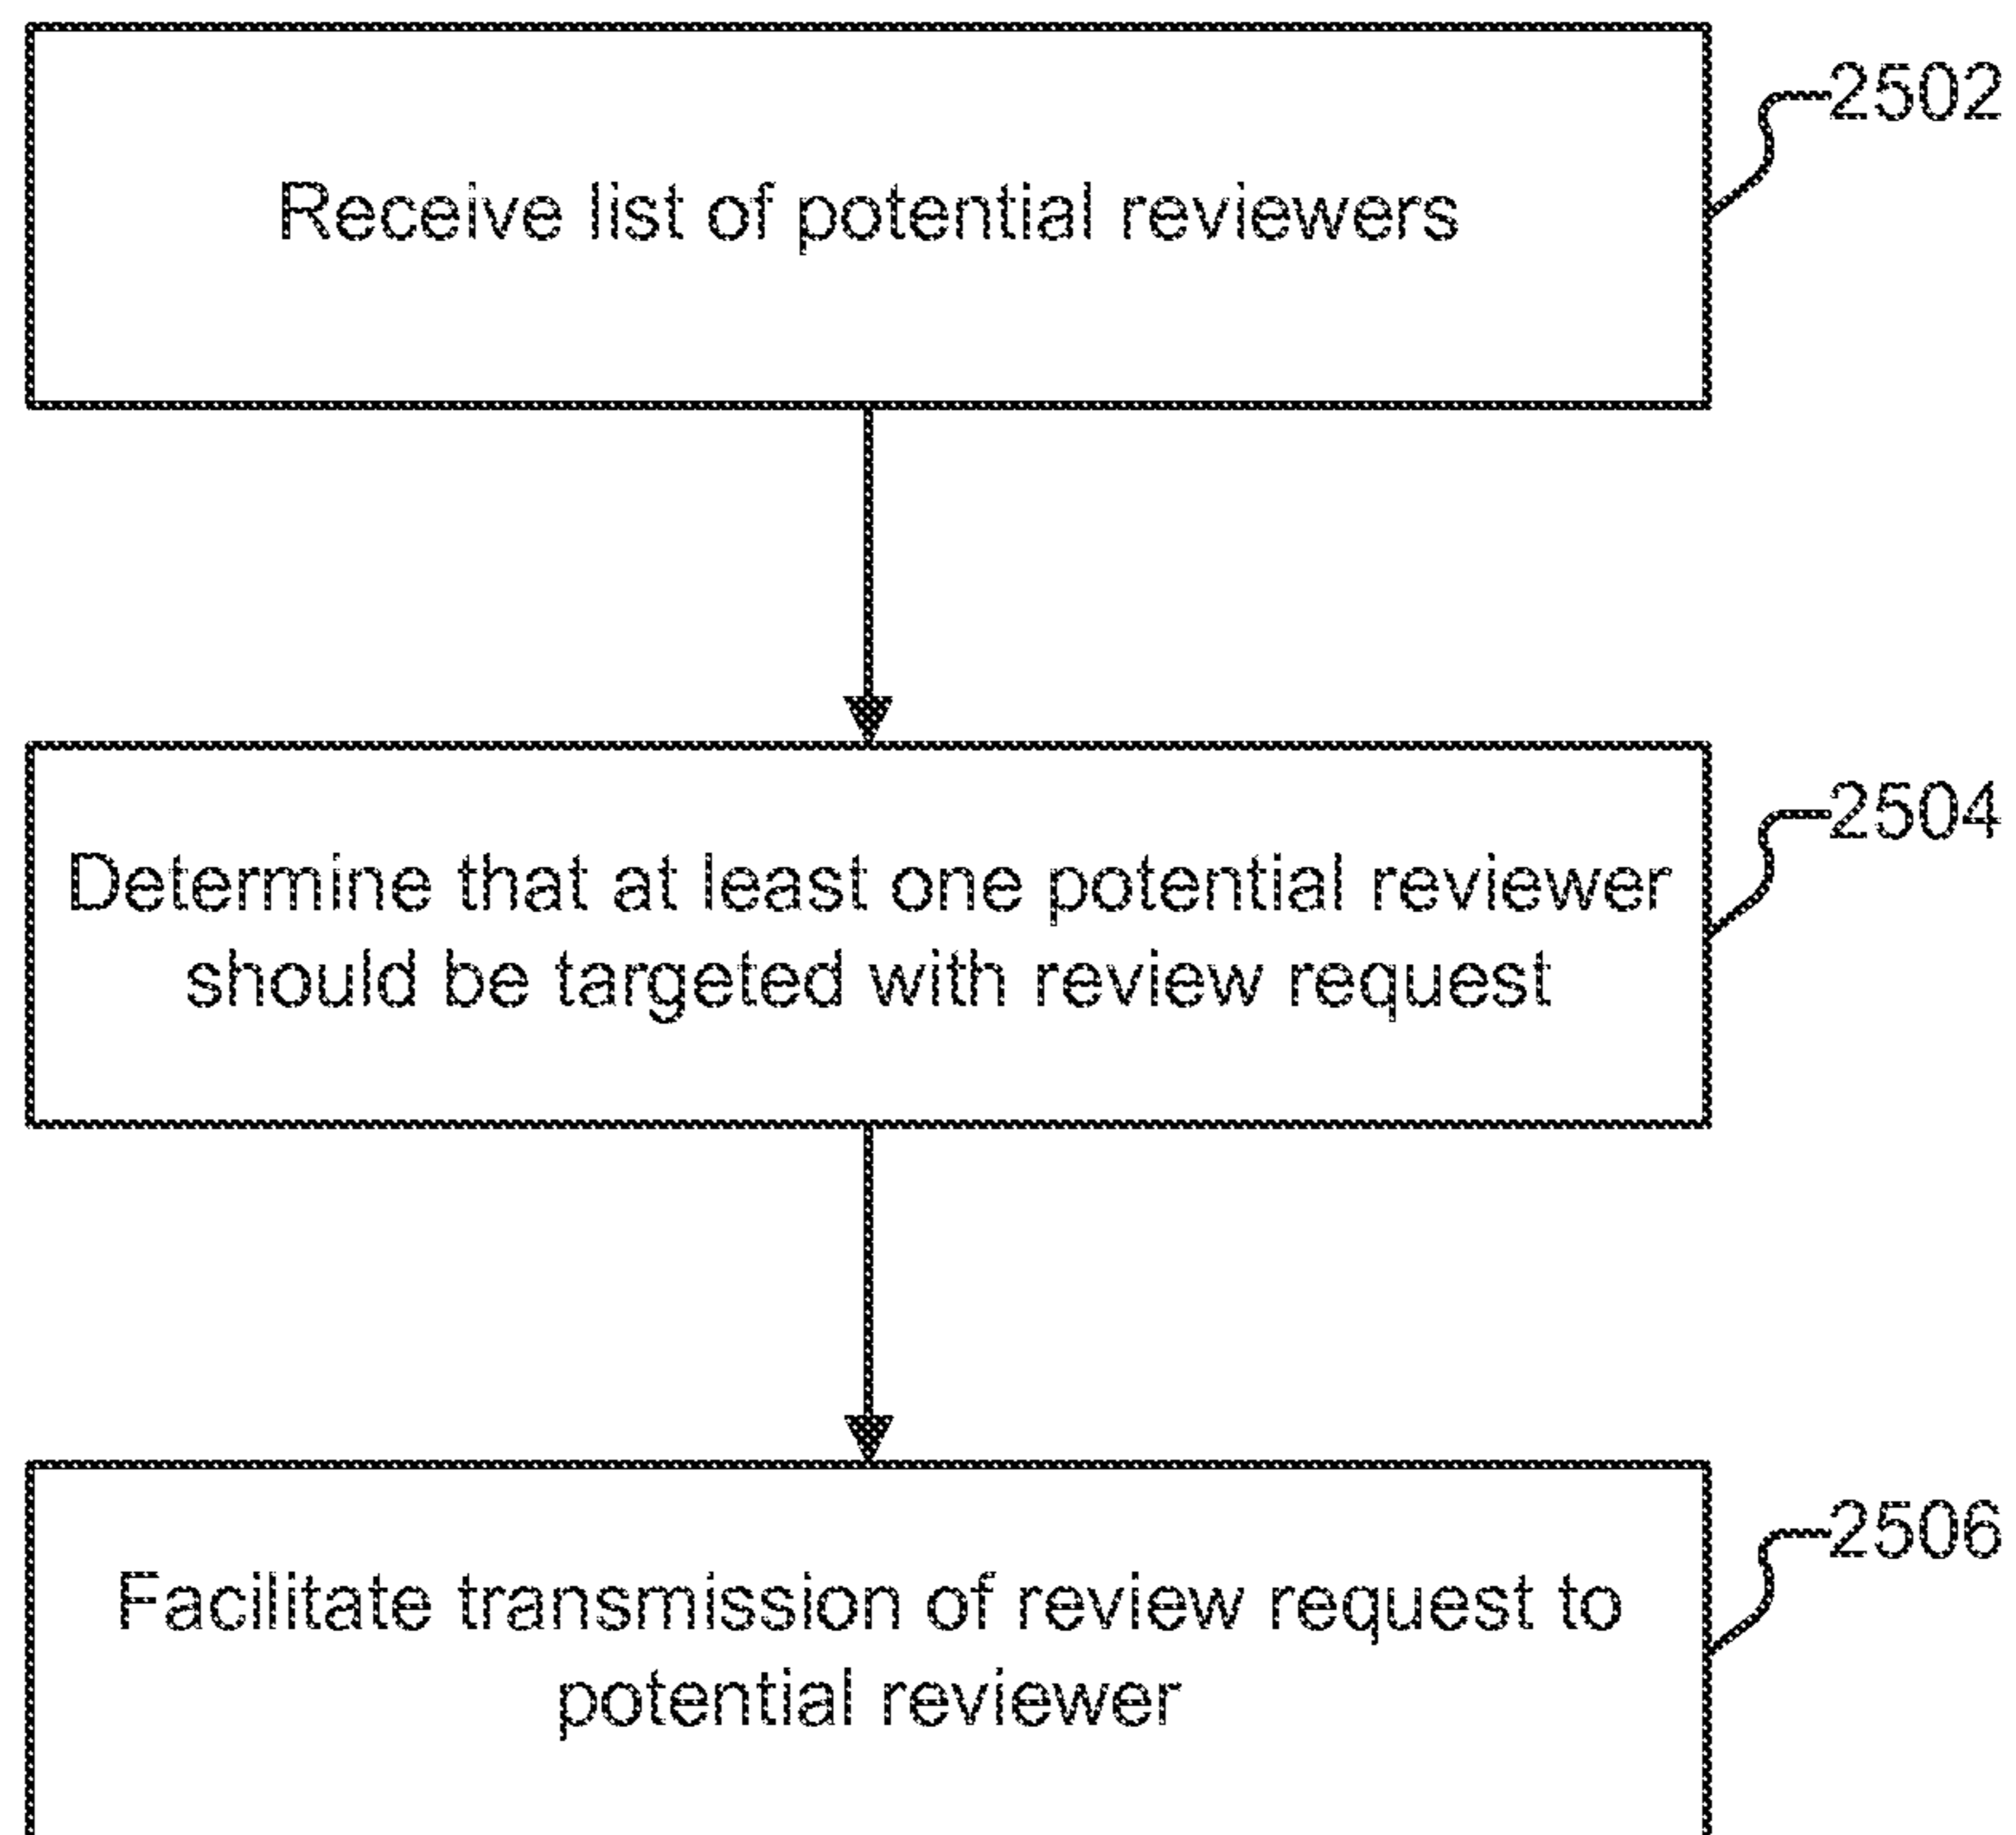 2502
Receive list of potential reviewers
2504
Determine that at least one potential reviewer
should be targeted with review request
2506
Facilitate transmission of review request to
potential reviewer